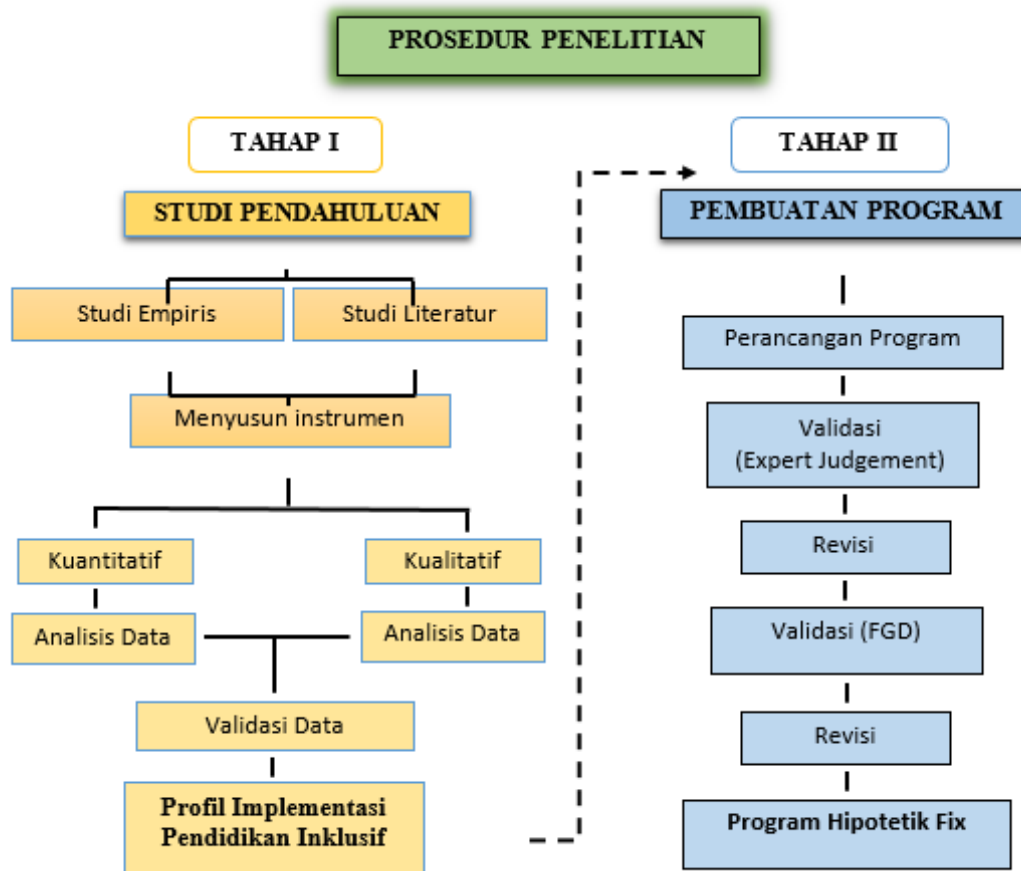 PROSEDUR PENELITIAN
TAHAP I
STUDI PENDAHULUAN
Studi Empiris
Studi Literatur
Menyusun instrumen
Kuantitatif
Kualitatif
Analisis Data
Analisis Data
Validasi Data
Profil Implementasi
Pendidikan Inklusif
TAHAP II
PEMBUATAN PROGRAM
Perancangan Program
Validasi
(Expert Judgement)
Revisi
Validasi (FGD)
Revisi
Program Hipotetik Fix